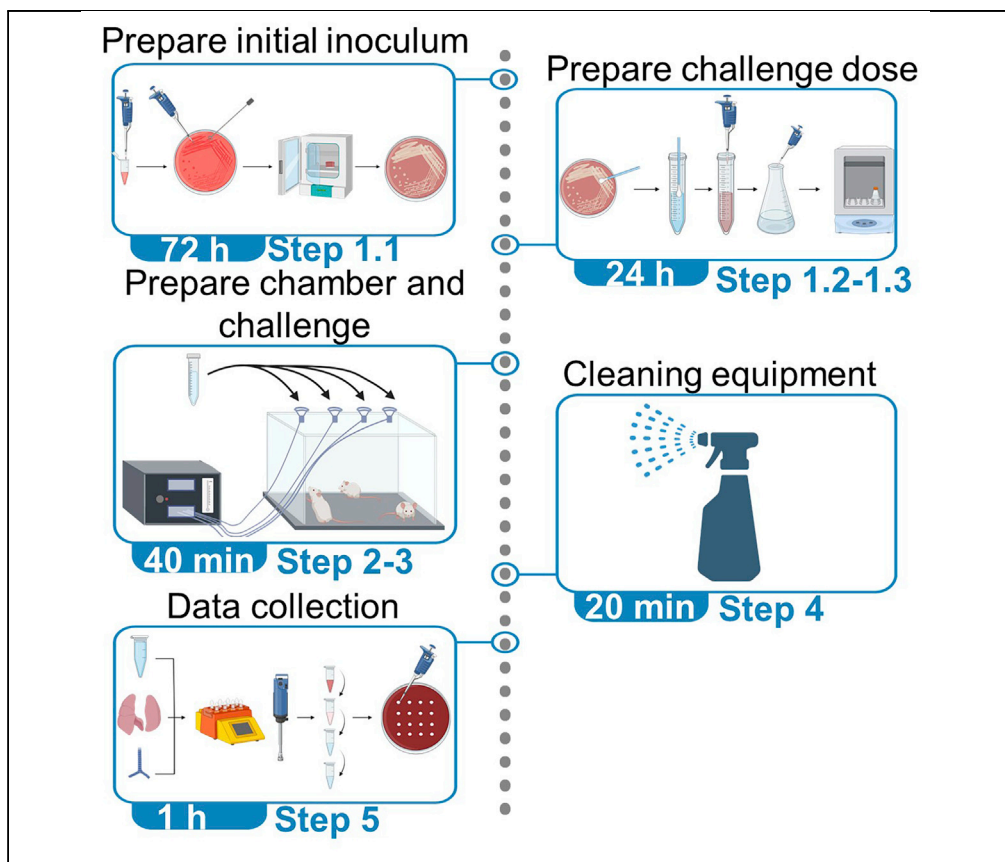 Prepare initial inoculum
72 h Step 1.1
Prepare challenge dose
24 h Step 1.2-1.3
Prepare chamber and
challenge
40 min Step 2-3
Cleaning equipment
20 min Step 4
Data collection
1 h Step 5